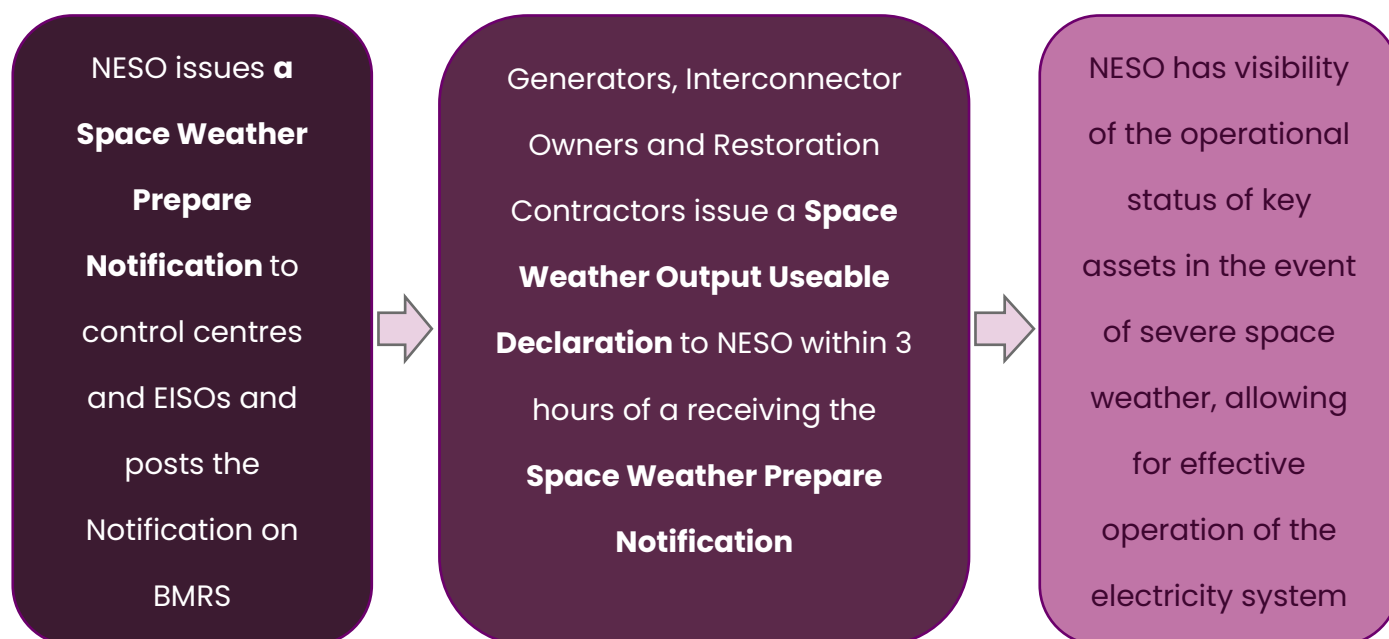 NESO issues a
Space Weather
Prepare
Notification to
control centres
and EISOs and
posts the
Notification on
BMRS
Generators, Interconnector
Owners and Restoration
Contractors issue a Space
Weather Output Useable
Declaration to NESO within 3
hours of a receiving the
Space Weather Prepare
Notification
NESO has visibility
of the operational
status of key
assets in the event
of severe space
weather, allowing
for effective
operation of the
electricity system